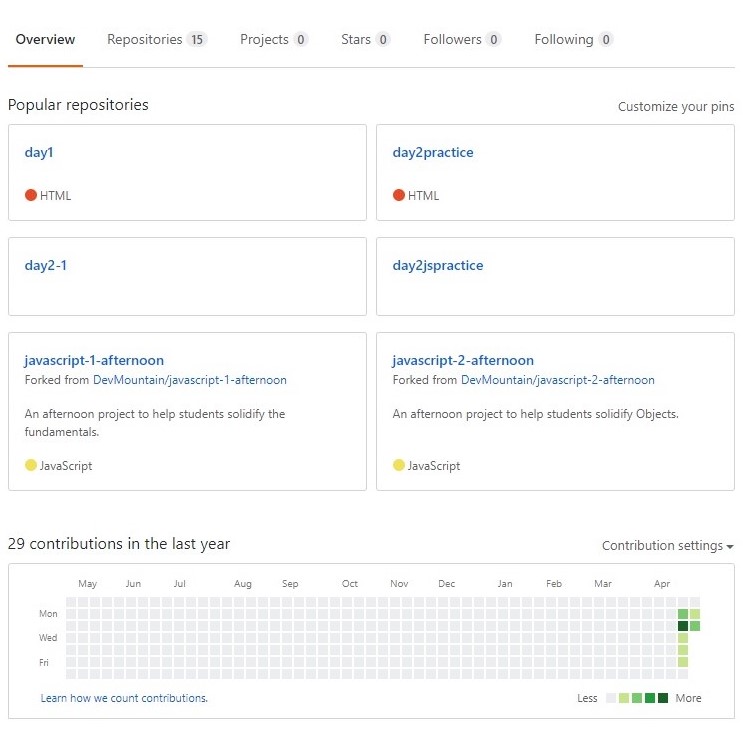 Overview Repositories 15 Projects 0 Stars 0 Followers 0 Following 0
Popular repositories Customize your pins
day1
HTML
day2practice
HTML
day2-1
day2jspractice
javascript-1-afternoon
Forked from DevMountain/javascript-1-afternoon
An afternoon project to help students solidify the
fundamentals.
JavaScript
javascript-2-afternoon
Forked from DevMountain/javascript-2-afternoon
An afternoon project to help students solidify Objects.
JavaScript
29 contributions in the last year Contribution settings
May Jun Jul Aug Sep Oct Nov Dec Jan Feb Mar Apr
Mon
Wed
Fri
Learn how we count contributions. Less More